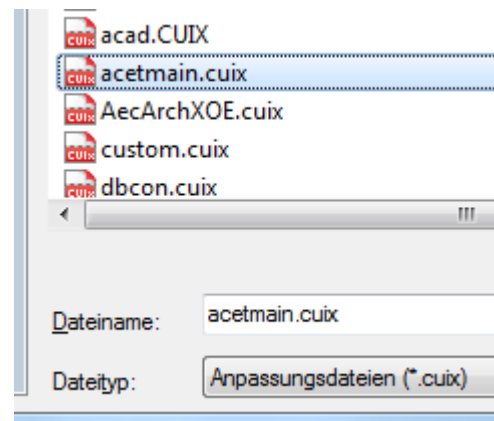 acad.CUIX
acetmain.cuix
AecArchXOE.cuix
custom.cuix
dbcon.cuix
Dateiname: acetmain.cuix
Dateityp: Anpassungsdateien (*.cuix)